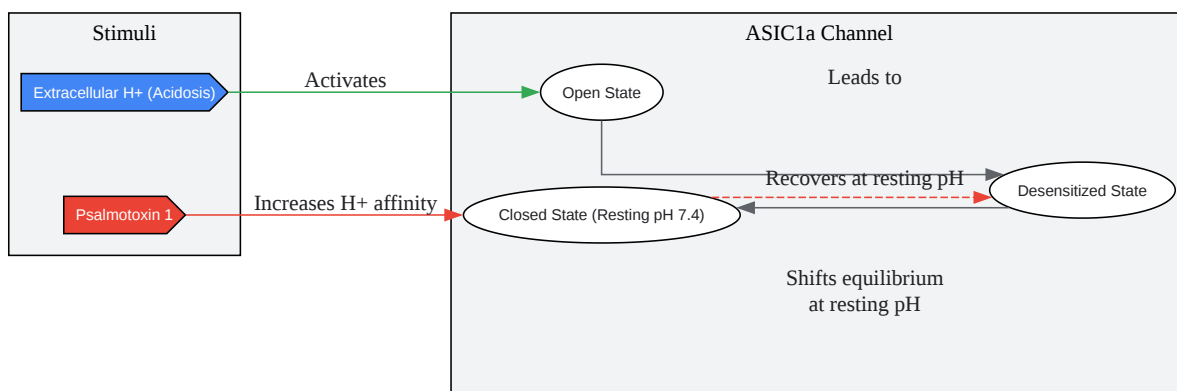 Stimuli
ASIC1a Channel
Extracellular H+ (Acidosis)
Activates
Open State
Leads to
Psalmotoxin 1
Increases H+ affinity
Closed State (Resting pH 7.4)
Recovers at resting pH
Desensitized State
Shifts equilibrium
at resting pH